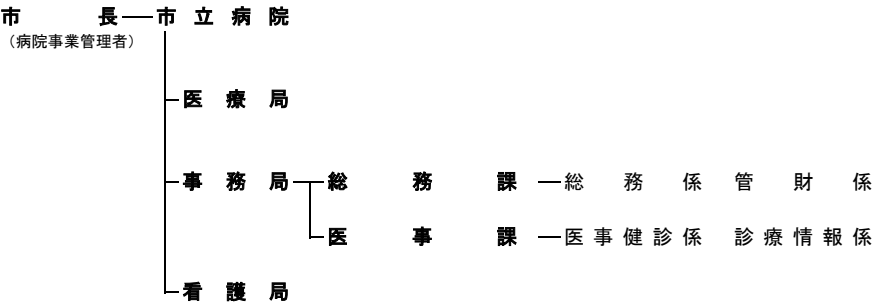 市長 市立病院
（病院事業管理者）
医療局
事務局 総務課 総務係 管財係
医事課 医事健診係 診療情報係
看護局